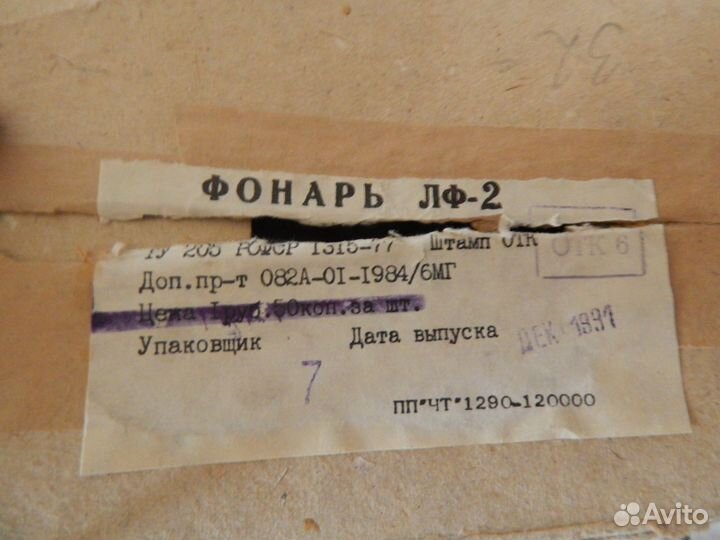 32 =
ФОНАРЬ ЛФ-2
ТУ 205 РСФСР 1315-77 Штамп ОТК
ОТК 6
Доп.пр-т 082А-01-1984/6МГ
Цена 1руб.50коп.за шт.
Упаковщик Дата выпуска ДЕК 1991
7
ПП"ЧТ"1290-120000
Avito